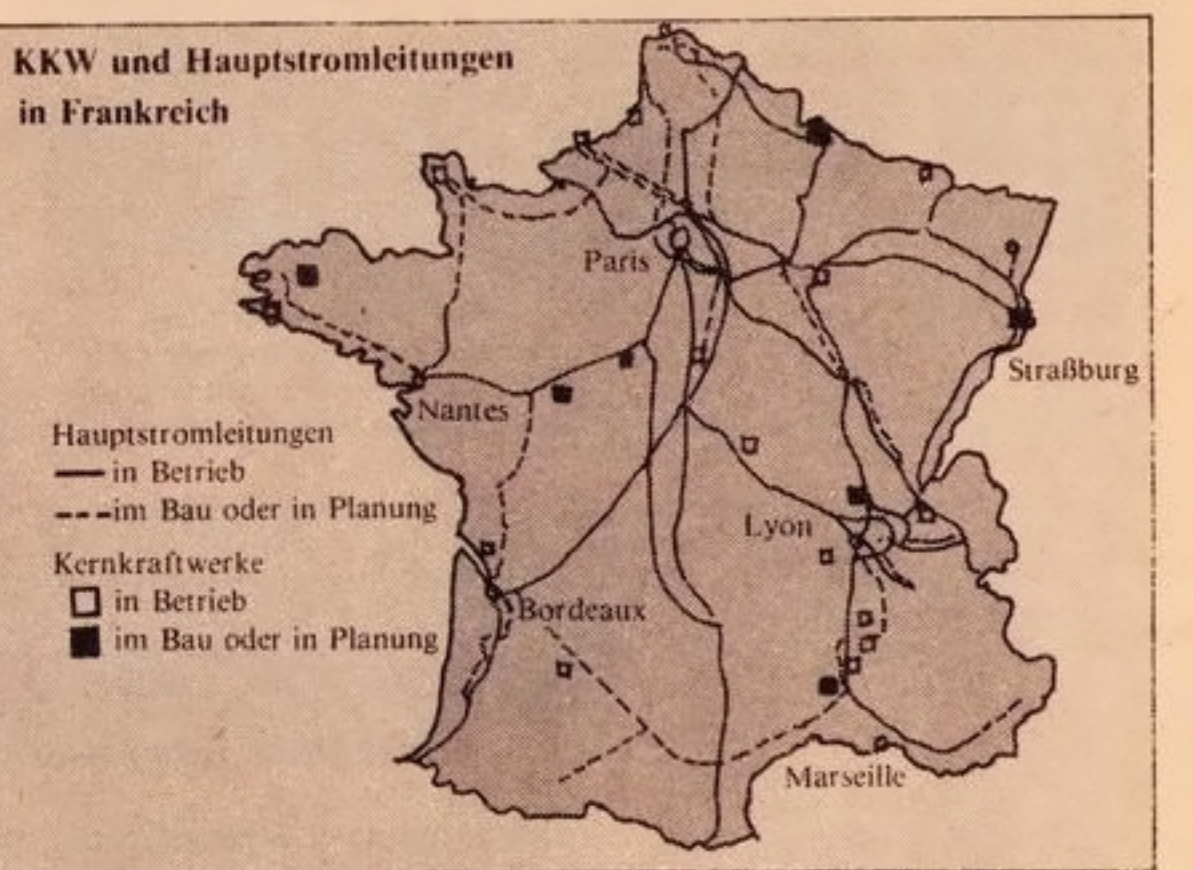 KKW und Hauptstromleitungen
in Frankreich
Paris
Straßburg
Nantes
Hauptstromleitungen
in Betrieb
im Bau oder in Planung
Lyon
Kernkraftwerke
in Betrieb
Bordeaux
im Bau oder in Planung
Marseille